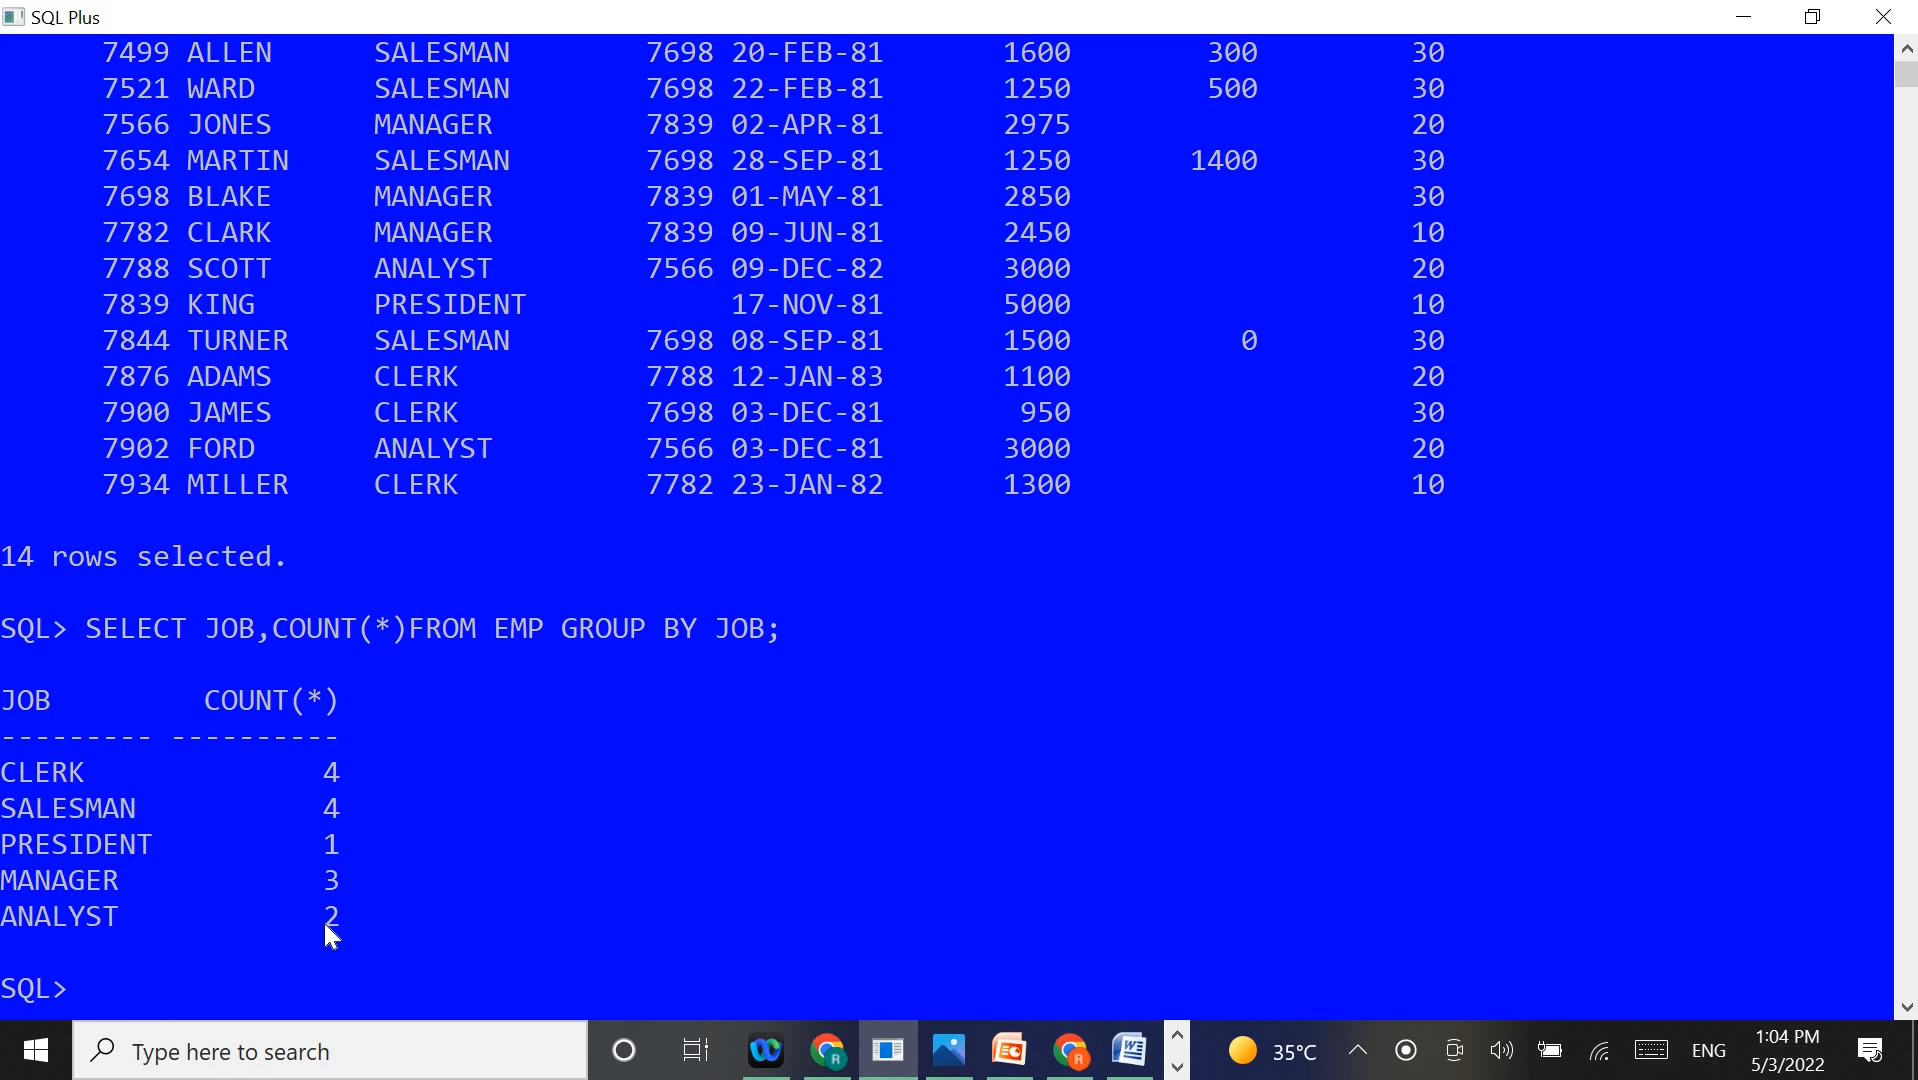 SQL Plus
7499 ALLEN SALESMAN 7698 20-FEB-81 1600 300 30
7521 WARD SALESMAN 7698 22-FEB-81 1250 500 30
7566 JONES MANAGER 7839 02-APR-81 2975 20
7654 MARTIN SALESMAN 7698 28-SEP-81 1250 1400 30
7698 BLAKE MANAGER 7839 01-MAY-81 2850 30
7782 CLARK MANAGER 7839 09-JUN-81 2450 10
7788 SCOTT ANALYST 7566 09-DEC-82 3000 20
7839 KING PRESIDENT 17-NOV-81 5000 10
7844 TURNER SALESMAN 7698 08-SEP-81 1500 0 30
7876 ADAMS CLERK 7788 12-JAN-83 1100 20
7900 JAMES CLERK 7698 03-DEC-81 950 30
7902 FORD ANALYST 7566 03-DEC-81 3000 20
7934 MILLER CLERK 7782 23-JAN-82 1300 10
14 rows selected.
SQL> SELECT JOB,COUNT(*)FROM EMP GROUP BY JOB;
JOB COUNT(*)
--------- ----------
CLERK 4
SALESMAN 4
PRESIDENT 1
MANAGER 3
ANALYST 2
SQL>
Type here to search
35°C
ENG
1:04 PM
5/3/2022